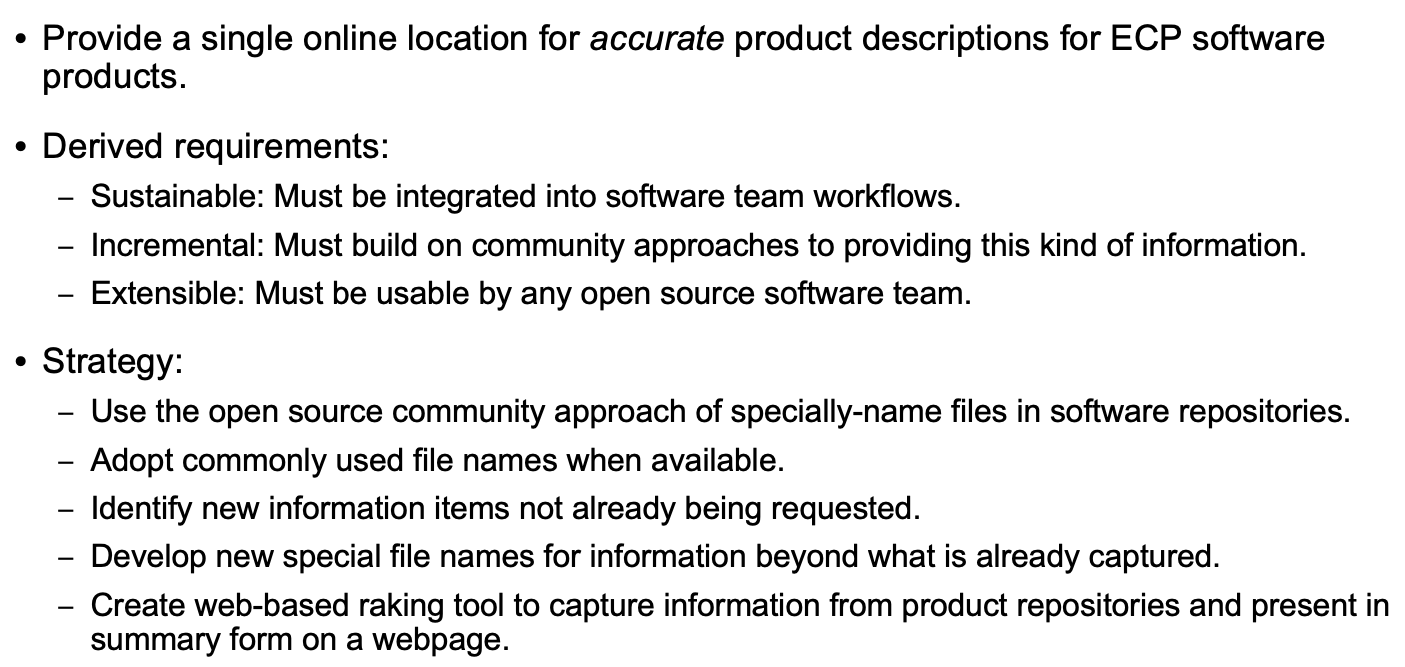 • Provide a single online location for accurate product descriptions for ECP software
products.
• Derived requirements:
– Sustainable: Must be integrated into software team workflows.
– Incremental: Must build on community approaches to providing this kind of information.
– Extensible: Must be usable by any open source software team.
• Strategy:
– Use the open source community approach of specially-name files in software repositories.
– Adopt commonly used file names when available.
– Identify new information items not already being requested.
– Develop new special file names for information beyond what is already captured.
– Create web-based raking tool to capture information from product repositories and present in
summary form on a webpage.